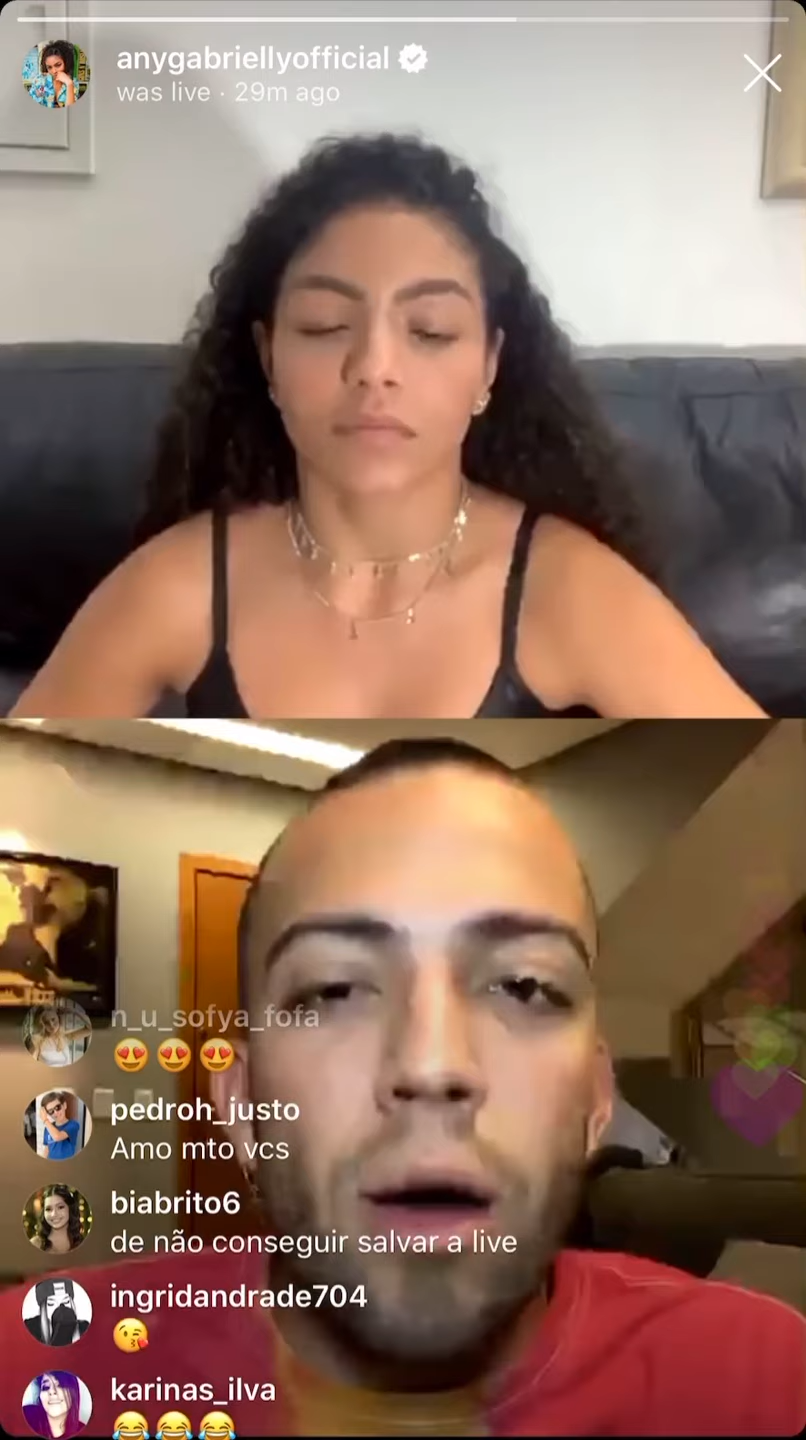 anygabriellyofficial
was live · 29m ago
n_u_sofya_fofa
😍😍😍
pedroh_justo
Amo mto vcs
biabrito6
de não conseguir salvar a live
ingridandrade704
😘
karinas_ilva
😂😂😂